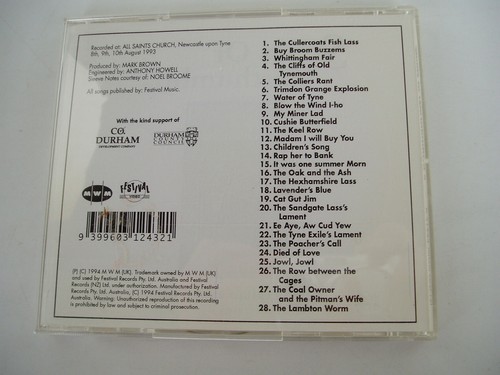 Recorded at: ALL SAINTS CHURCH, Newcastle upon Tyne
8th, 9th, 10th August 1993
Produced by: MARK BROWN
Engineered by: ANTHONY HOWELL
Sleeve Notes courtesy of: NOEL BROOME
All songs published by: Festival Music.
With the kind support of
CO.
DURHAM
DEVELOPMENT COMPANY
DURHAM
COUNTY
COUNCIL
MWM
FESTIVAL
9 399603 124321
(P) (C) 1994 M W M (UK). Trademark owned by M W M (UK)
and used by Festival Records Pty. Ltd. Australia and Festival
Records (NZ) Ltd. under authorisation. Manufactured by Festival
Records Pty. Ltd. Australia, (C) 1994 Festival Records Pty. Ltd.
Australia. Warning: Unauthorized reproduction of this recording
is prohibited by law and subject to criminal prosecution.
1. The Cullercoats Fish Lass
2. Buy Broom Buzzems
3. Whittingham Fair
4. The Cliffs of Old
Tynemouth
5. The Colliers Rant
6. Trimdon Grange Explosion
7. Water of Tyne
8. Blow the Wind I-ho
9. My Miner Lad
10. Cushie Butterfield
11. The Keel Row
12. Madam I will Buy You
13. Children's Song
14. Rap her to Bank
15. It was one summer Morn
16. The Oak and the Ash
17. The Hexhamshire Lass
18. Lavender's Blue
19. Cat Gut Jim
20. The Sandgate Lass's
Lament
21. Ee Aye, Aw Cud Yew
22. The Tyne Exile's Lament
23. The Poacher's Call
24. Died of Love
25. Jowl, Jowl
26. The Row between the
Cages
27. The Coal Owner
and the Pitman's Wife
28. The Lambton Worm